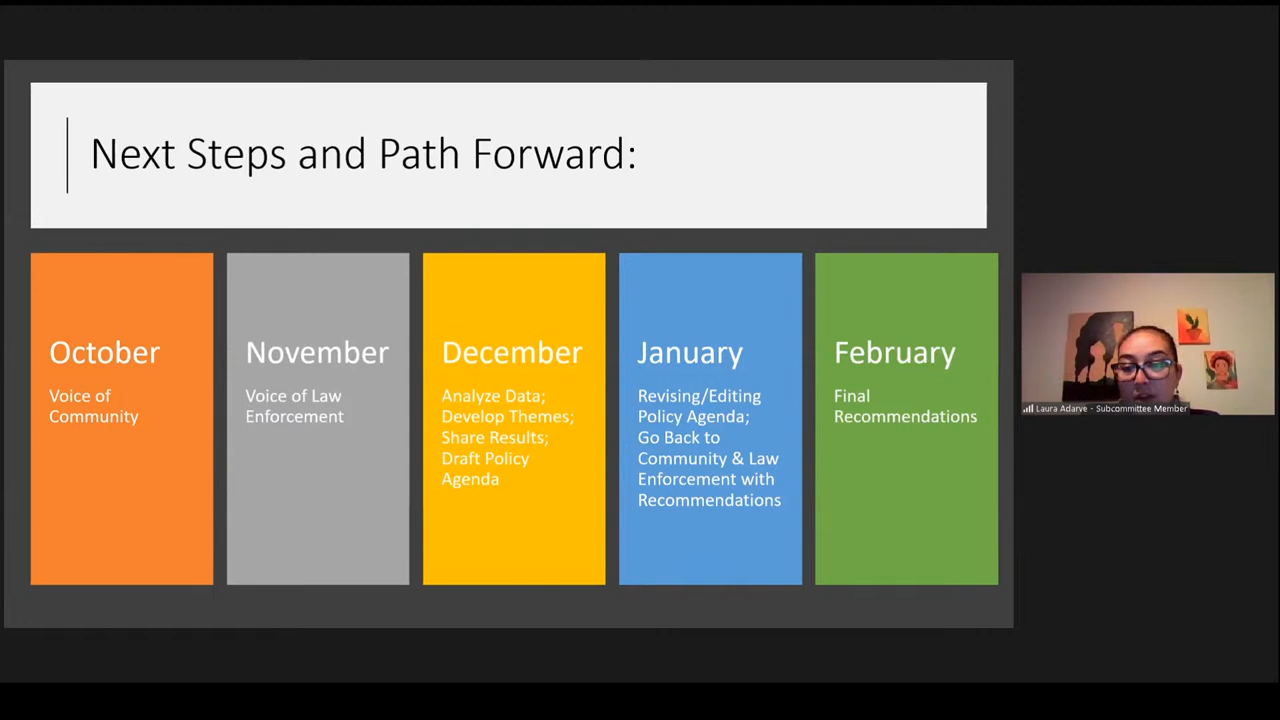 Next Steps and Path Forward:
October
Voice of
Community
November
Voice of Law
Enforcement
December
Analyze Data;
Develop Themes;
Share Results;
Draft Policy
Agenda
January
Revising/Editing
Policy Agenda;
Go Back to
Community & Law
Enforcement with
Recommendations
February
Final
Recommendations
Laura Adarve - Subcommittee Member